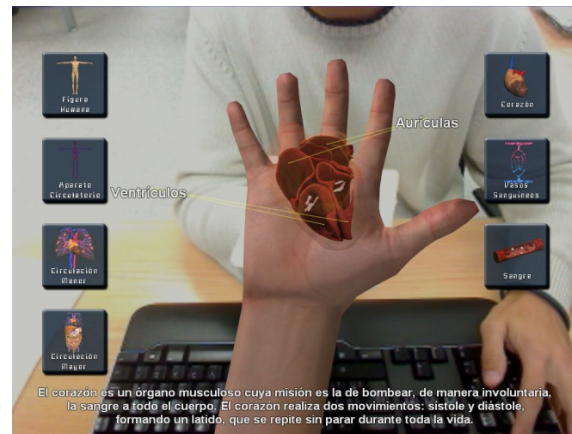 Figura
Humana
Aparato
Circulatorio
Circulación
Menor
Circulación
Mayor
Aurículas
Ventrículos
Corazón
Vasos
Sanguíneos
Sangre
El corazón es un órgano musculoso cuya misión es la de bombear, de manera involuntaria,
la sangre a todo el cuerpo. El corazón realiza dos movimientos: sístole y diástole,
formando un latido, que se repite sin parar durante toda la vida.